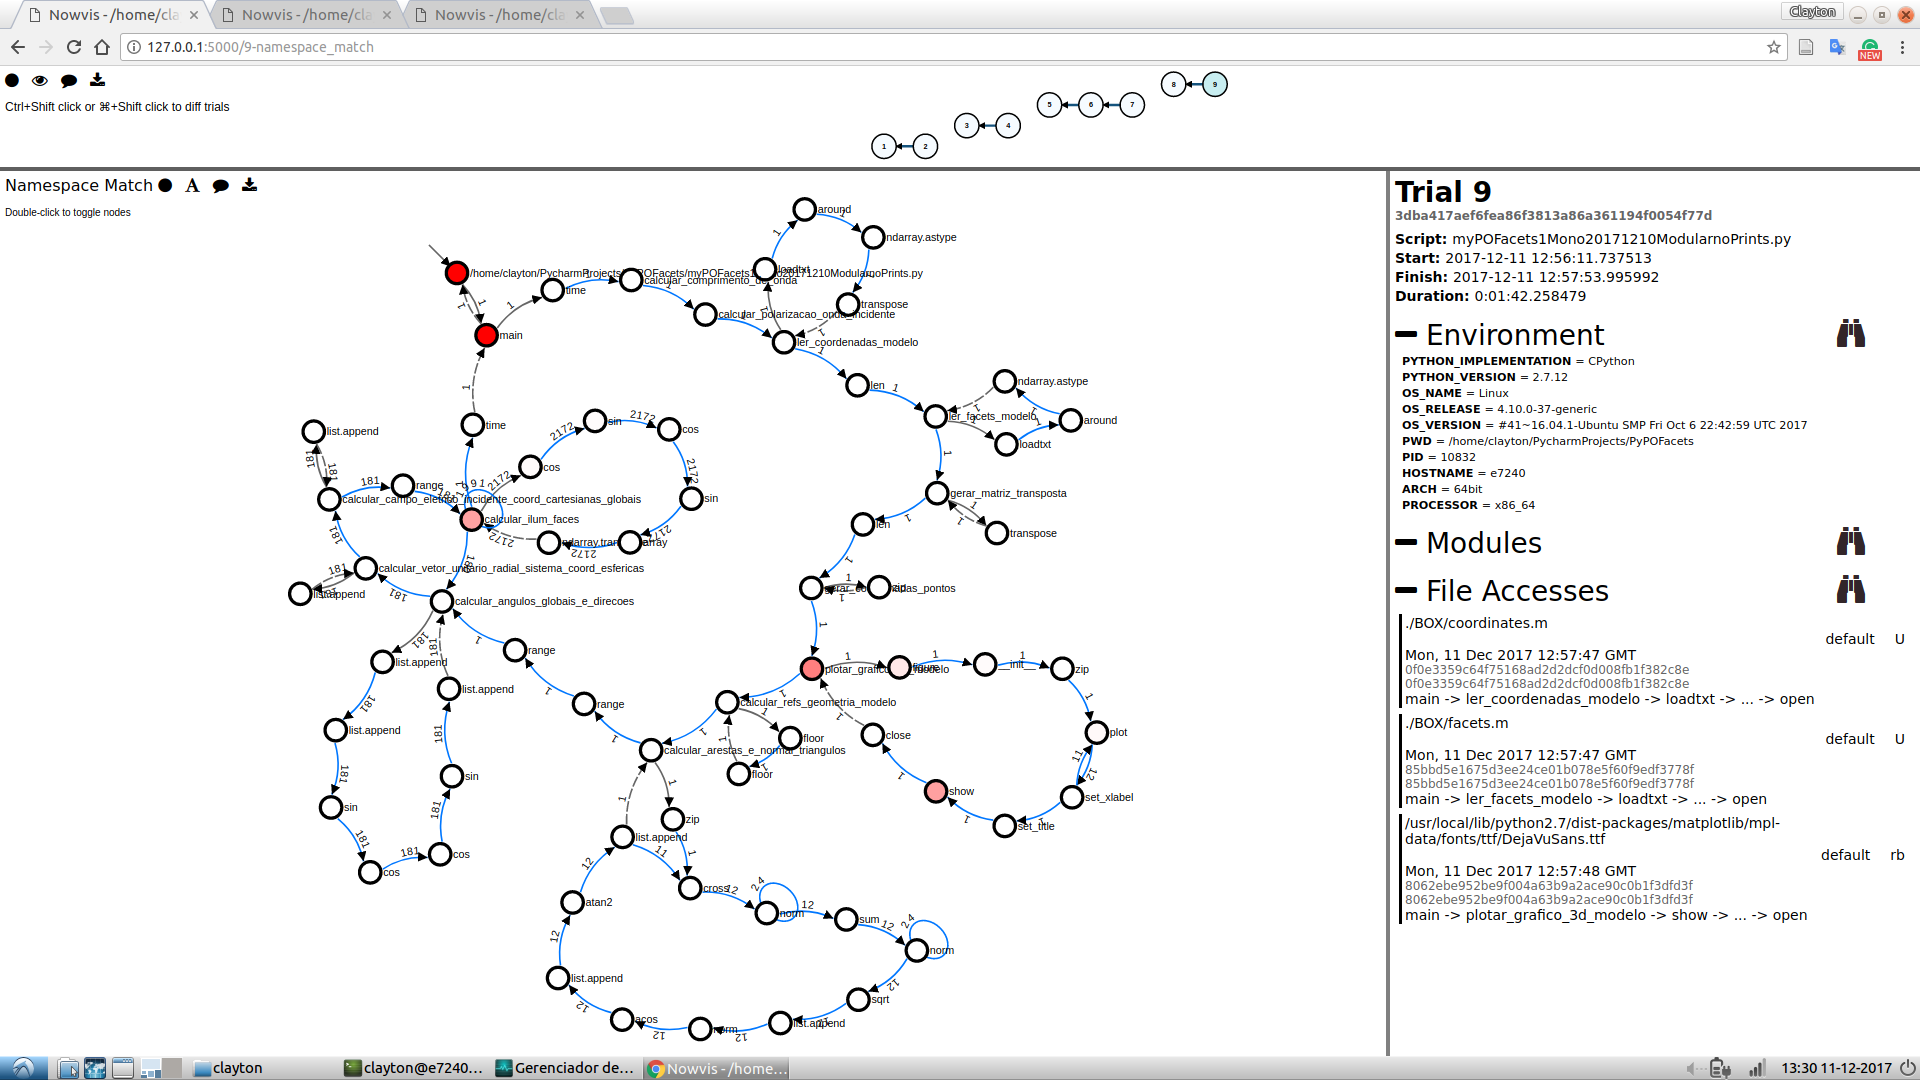 Nowvis - /home/cla
Nowvis - /home/cla
Nowvis - /home/cla
Clayton
127.0.0.1:5000/9-namespace_match
NEW
Ctrl+Shift click or ⌘+Shift click to diff trials
8 9
5 6 7
3 4
1 2
Namespace Match
Double-click to toggle nodes
around
ndarray.astype
/home/clayton/PycharmProjects/
POFacets/myPOFacets1Mono20171210ModularnoPrints.py
loadtxt
calcular_comprimento_de_onda
time
transpose
calcular_polarizacao_onda_incidente
main
ler_coordenadas_modelo
len
ndarray.astype
ler_facets_modelo
around
loadtxt
time
list.append
sin
cos
cos
range
calcular_campo_eletrico_incidente_coord_cartesianas_globais
sin
gerar_matriz_transposta
calcular_ilum_faces
len
transpose
array
calcular_vetor_unitario_radial_sistema_coord_esfericas
list.append
zip
calcular_angulos_globais_e_direcoes
range
list.append
plotar_grafico_3d_modelo
figure
__init__
zip
list.append
range
calcular_refs_geometria_modelo
list.append
plot
floor
close
calcular_arestas_e_normal_triangulos
floor
sin
show
set_xlabel
sin
zip
set_title
list.append
cos
cos
cross
atan2
norm
sum
norm
list.append
sqrt
acos
norm
list.append
Trial 9
3dba417aef6fea86f3813a86a361194f0054f77d
Script: myPOFacets1Mono20171210ModularnoPrints.py
Start: 2017-12-11 12:56:11.737513
Finish: 2017-12-11 12:57:53.995992
Duration: 0:01:42.258479
Environment
PYTHON_IMPLEMENTATION = CPython
PYTHON_VERSION = 2.7.12
OS_NAME = Linux
OS_RELEASE = 4.10.0-37-generic
OS_VERSION = #41~16.04.1-Ubuntu SMP Fri Oct 6 22:42:59 UTC 2017
PWD = /home/clayton/PycharmProjects/PyPOFacets
PID = 10832
HOSTNAME = e7240
ARCH = 64bit
PROCESSOR = x86_64
Modules
File Accesses
./BOX/coordinates.m
default U
Mon, 11 Dec 2017 12:57:47 GMT
0f0e3359c64f75168ad2d2dcf0d008fb1f382c8e
0f0e3359c64f75168ad2d2dcf0d008fb1f382c8e
main -> ler_coordenadas_modelo -> loadtxt -> ... -> open
./BOX/facets.m
default U
Mon, 11 Dec 2017 12:57:47 GMT
85bbd5e1675d3ee24ce01b078e5f60f9edf3778f
85bbd5e1675d3ee24ce01b078e5f60f9edf3778f
main -> ler_facets_modelo -> loadtxt -> ... -> open
/usr/local/lib/python2.7/dist-packages/matplotlib/mpl-
data/fonts/ttf/DejaVuSans.ttf
default rb
Mon, 11 Dec 2017 12:57:48 GMT
8062ebe952be9f004a63b9a2ace90c0b1f3dfd3f
8062ebe952be9f004a63b9a2ace90c0b1f3dfd3f
main -> plotar_grafico_3d_modelo -> show -> ... -> open
clayton
clayton@e7240...
Gerenciador de...
Nowvis - /home...
13:30 11-12-2017